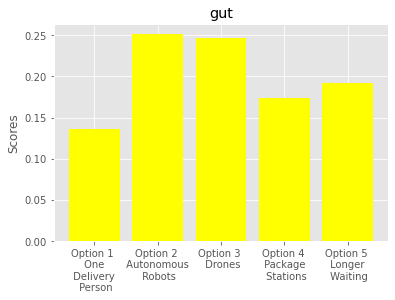 gut
Scores
0.25
0.20
0.15
0.10
0.05
0.00
Option 1
One
Delivery
Person
Option 2
Autonomous
Robots
Option 3
Drones
Option 4
Package
Stations
Option 5
Longer
Waiting